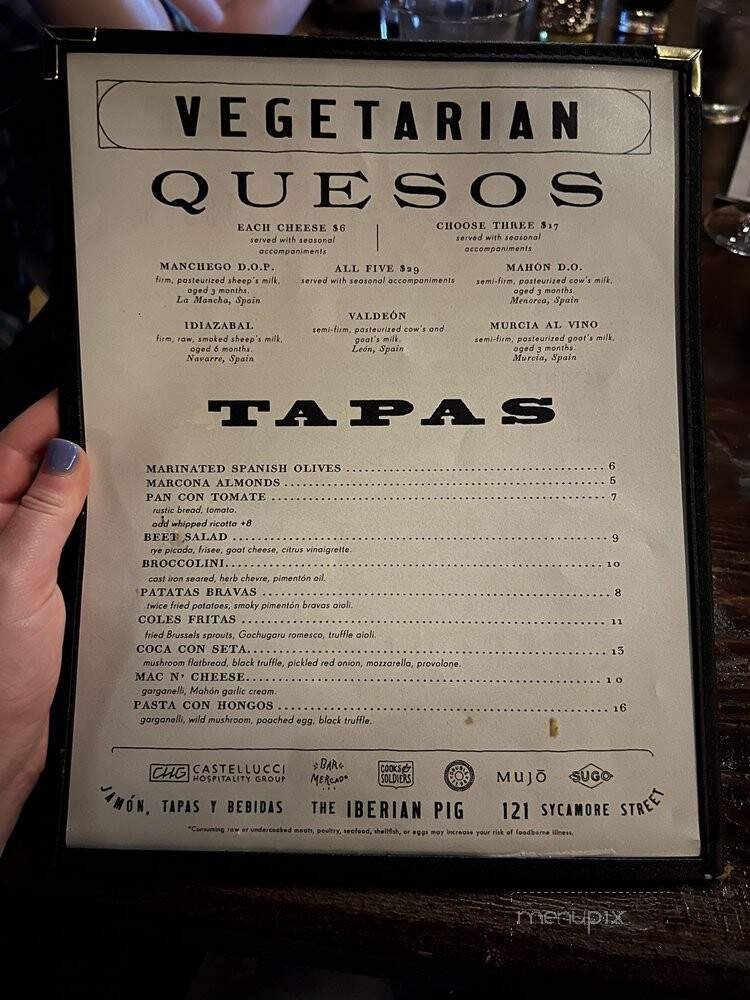 VEGETARIAN
QUESOS
EACH CHEESE $6
served with seasonal
accompaniments
CHOOSE THREE $17
served with seasonal
accompaniments
MANCHEGO D.O.P.
firm, pasteurized sheep's milk,
aged 3 months.
La Mancha, Spain
ALL FIVE $29
served with seasonal accompaniments
MAHÓN D.O.
semi-firm, pasteurized cow's milk,
aged 3 months.
Menorca, Spain
IDIAZABAL
firm, raw, smoked sheep's milk,
aged 6 months.
Navarre, Spain
VALDEÓN
semi-firm, pasteurized cow's and
goat's milk.
León, Spain
MURCIA AL VINO
semi-firm, pasteurized goat's milk,
aged 3 months.
Murcia, Spain
TAPAS
MARINATED SPANISH OLIVES 6
MARCONA ALMONDS 5
PAN CON TOMATE 7
rustic bread, tomato.
add whipped ricotta +8
BEET SALAD 9
rye picada, frisee, goat cheese, citrus vinaigrette.
BROCCOLINI 10
cast iron seared, herb chevre, pimentón oil.
PATATAS BRAVAS 8
twice fried potatoes, smoky pimentón bravas aioli.
COLES FRITAS 11
fried Brussels sprouts, Gochugaru romesco, truffle aioli.
COCA CON SETA 13
mushroom flatbread, black truffle, pickled red onion, mozzarella, provolone.
MAC N' CHEESE 10
garganelli, Mahón garlic cream.
PASTA CON HONGOS 16
garganelli, wild mushroom, poached egg, black truffle.
CHG CASTELLUCCI
HOSPITALITY GROUP
BAR
MERCADO
COOKS &
SOLDIERS
MUJŌ
SUGO
JAMÓN, TAPAS Y BEBIDAS THE IBERIAN PIG 121 SYCAMORE STREET
*Consuming raw or undercooked meats, poultry, seafood, shellfish, or eggs may increase your risk of foodborne illness.
menupix